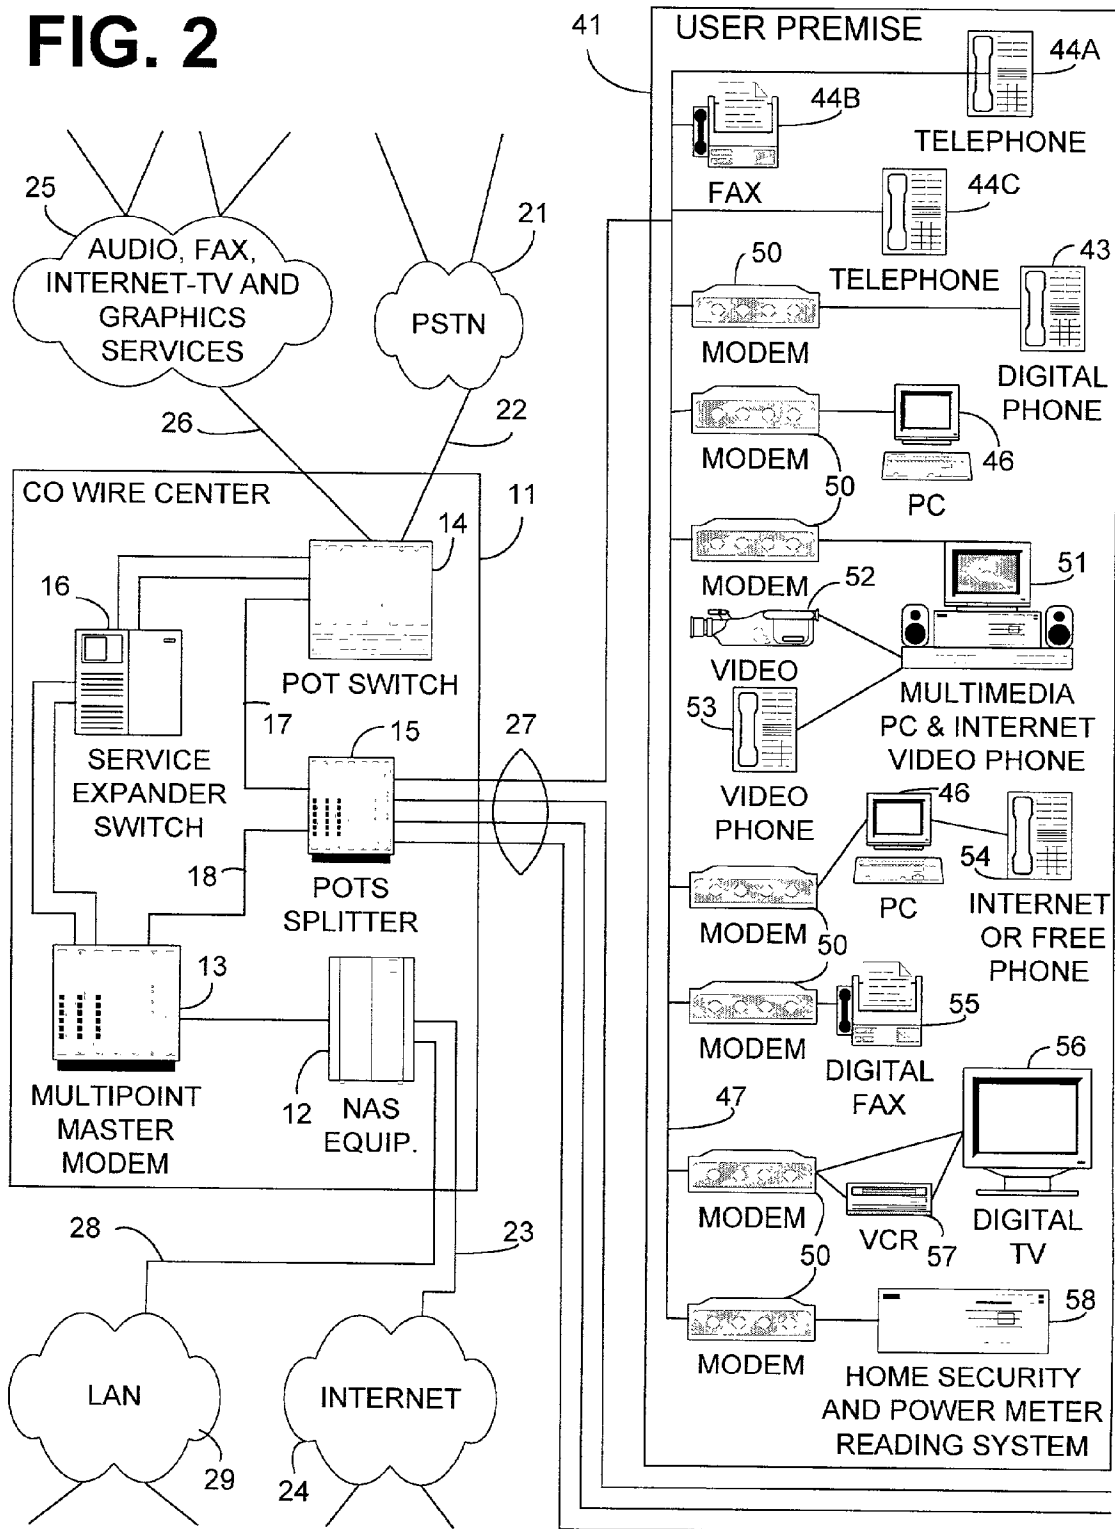 FIG. 2
41
USER PREMISE
44A
TELEPHONE
44B
FAX
44C
TELEPHONE
25
AUDIO, FAX,
INTERNET-TV AND
GRAPHICS
SERVICES
21
PSTN
26
22
50
MODEM
43
DIGITAL
PHONE
MODEM
46
PC
50
CO WIRE CENTER
11
14
POT SWITCH
16
SERVICE
EXPANDER
SWITCH
17
15
POTS
SPLITTER
27
18
13
MULTIPOINT
MASTER
MODEM
12
NAS
EQUIP.
MODEM
51
MULTIMEDIA
PC & INTERNET
VIDEO PHONE
52
VIDEO
53
VIDEO
PHONE
46
PC
54
INTERNET
OR FREE
PHONE
MODEM
50
MODEM
55
DIGITAL
FAX
56
DIGITAL
TV
47
MODEM
VCR
57
50
MODEM
58
HOME SECURITY
AND POWER METER
READING SYSTEM
28
23
LAN
29
INTERNET
24